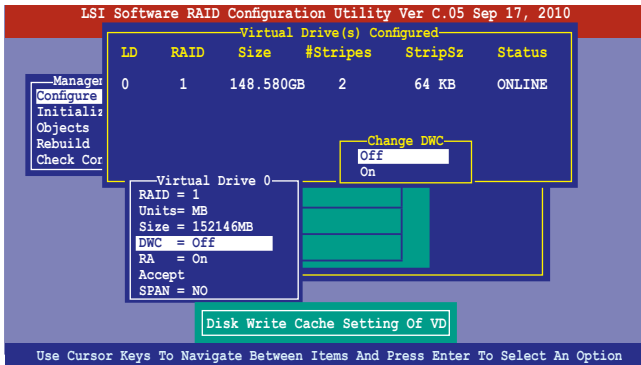 LSI Software RAID Configuration Utility Ver C.05 Sep 17, 2010
Virtual Drive(s) Configured
LD RAID Size #Stripes StripSz Status
0 1 148.580GB 2 64 KB ONLINE
Manager
Configure
Initializ
Objects
Rebuild
Check Con
Change DWC
Off
On
Virtual Drive 0
RAID = 1
Units= MB
Size = 152146MB
DWC = Off
RA = On
Accept
SPAN = NO
Disk Write Cache Setting Of VD
Use Cursor Keys To Navigate Between Items And Press Enter To Select An Option